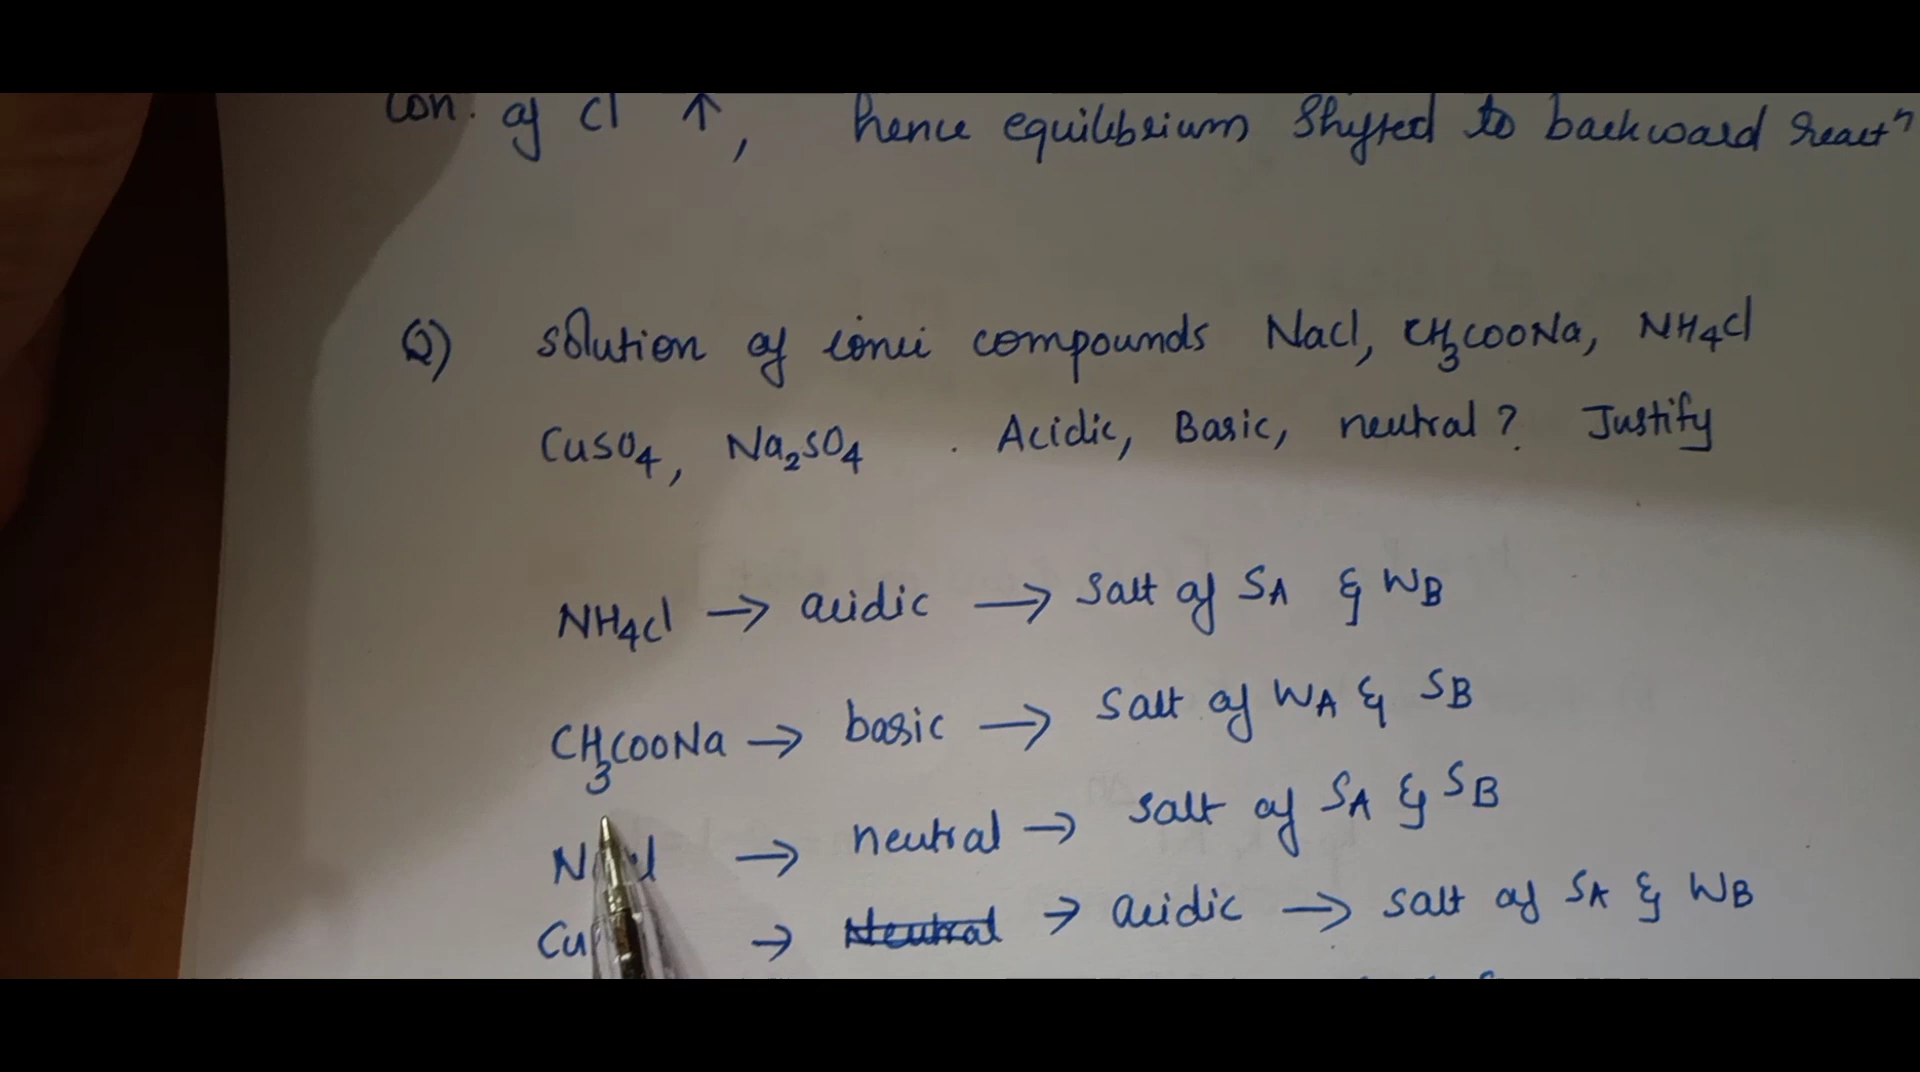 con. of Cl ↑, hence equilibrium shifted to backward reactⁿ
Q) solution of ionic compounds NaCl, CH₃COONa, NH₄Cl
CuSO₄, Na₂SO₄ . Acidic, Basic, neutral? Justify
NH₄Cl → acidic → salt of SA & WB
CH₃COONa → basic → salt of WA & SB
→ neutral → salt of SA & SB
Cu → Neutral → acidic → salt of SA & WB